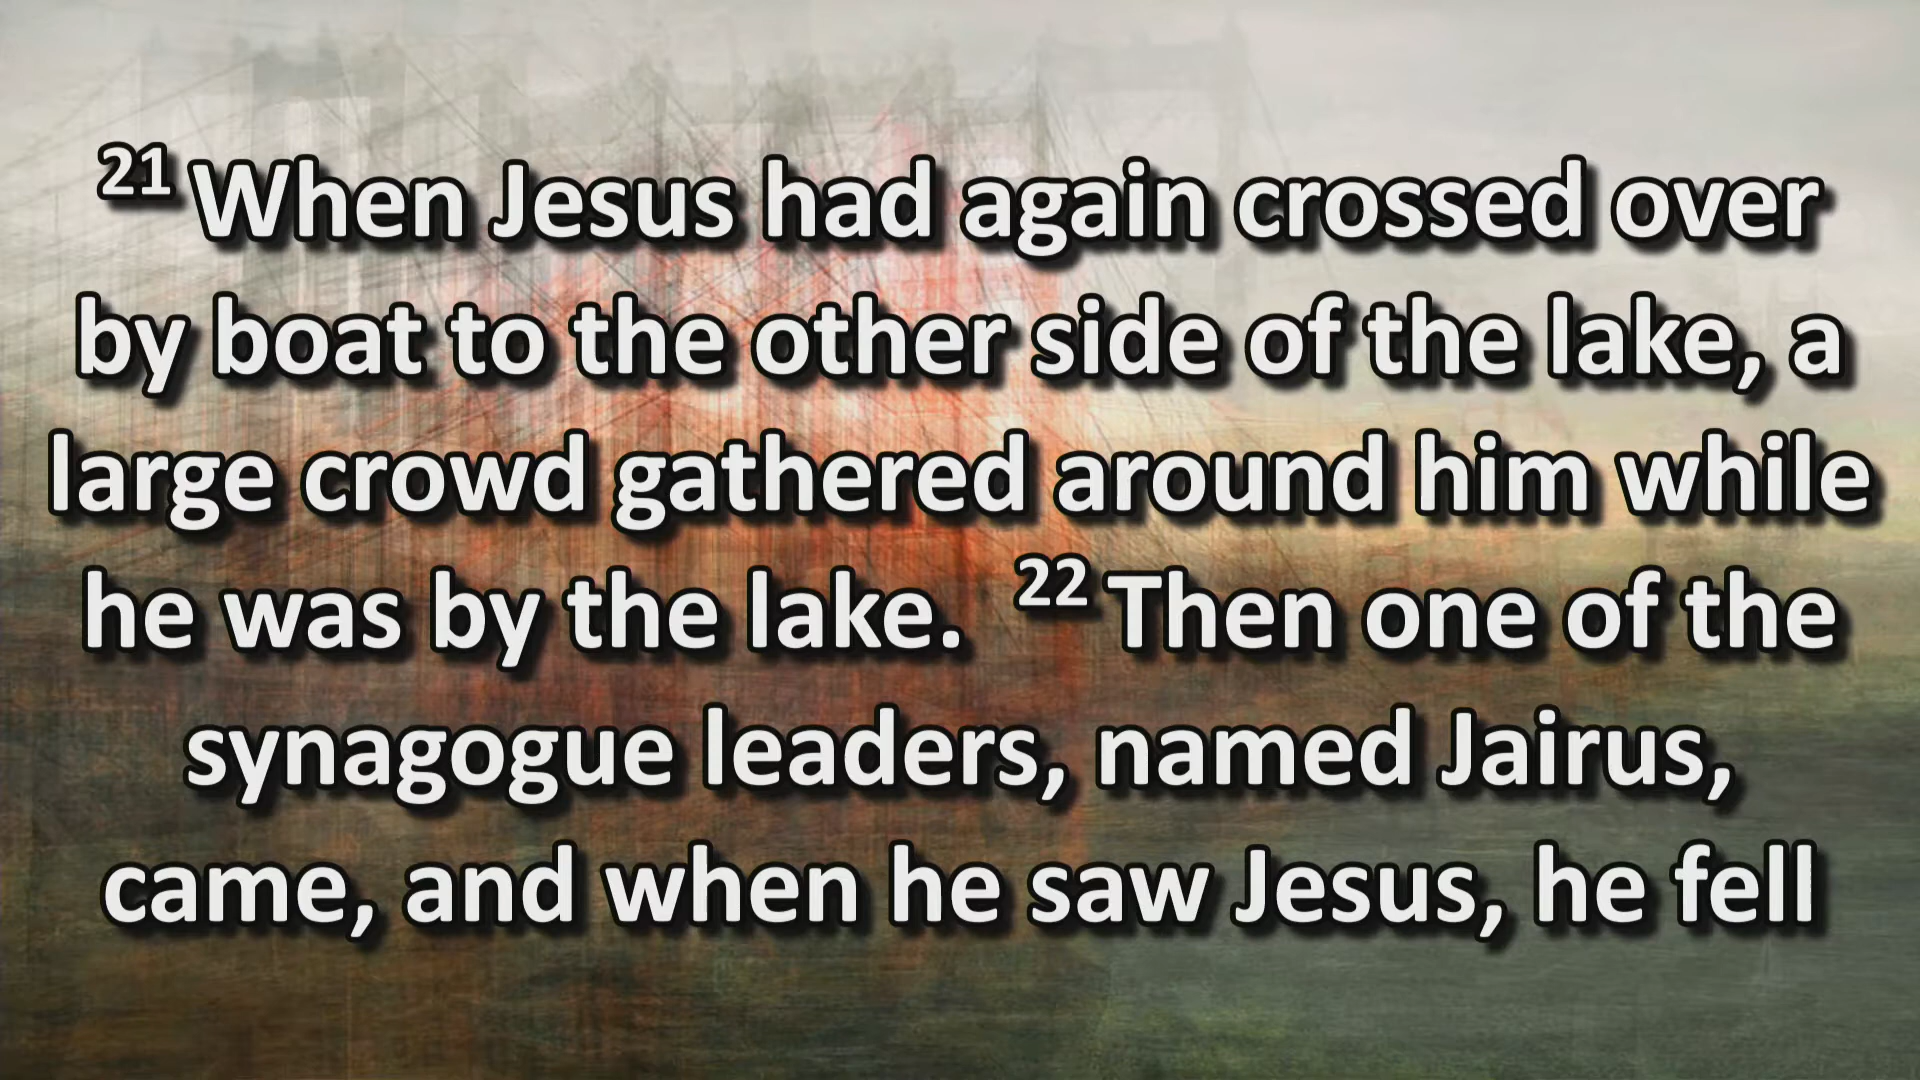 21 When Jesus had again crossed over
by boat to the other side of the lake, a
large crowd gathered around him while
he was by the lake. 22 Then one of the
synagogue leaders, named Jairus,
came, and when he saw Jesus, he fell